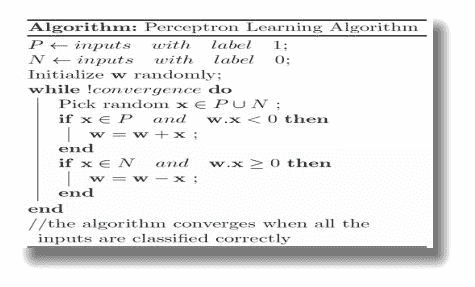 Algorithm: Perceptron Learning Algorithm
P ← inputs with label 1;
N ← inputs with label 0;
Initialize w randomly;
while !convergence do
Pick random x ∈ P ∪ N ;
if x ∈ P and w.x < 0 then
w = w + x ;
end
if x ∈ N and w.x ≥ 0 then
w = w − x ;
end
end
//the algorithm converges when all the
inputs are classified correctly